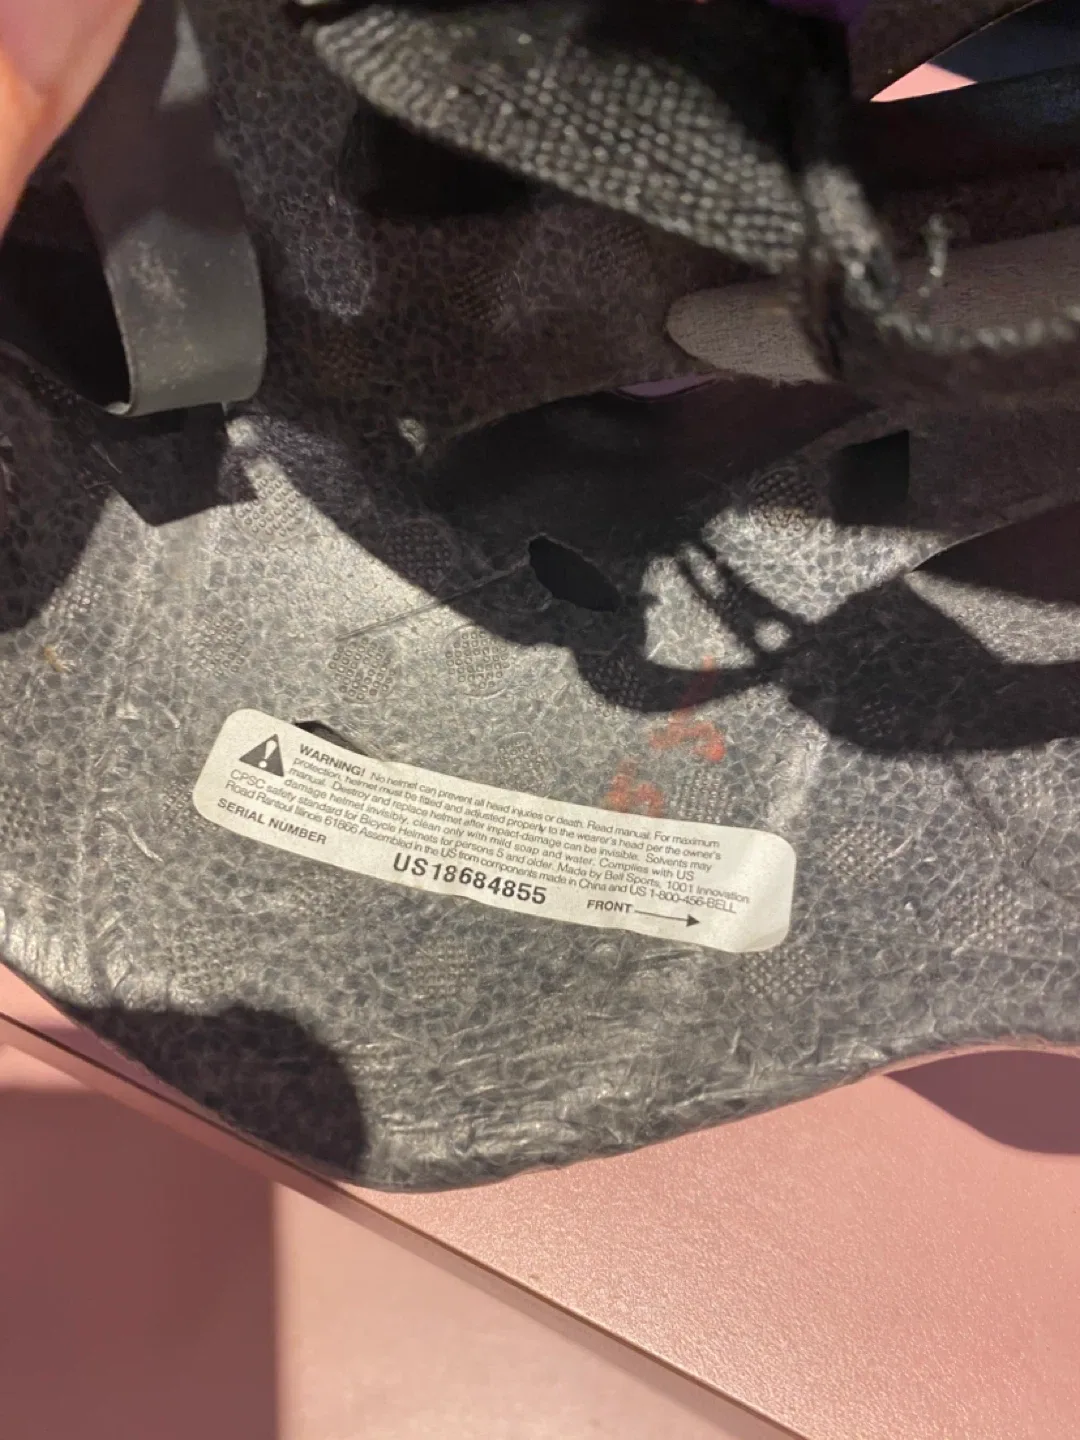 WARNING! No helmet can prevent all head injuries or death. Read manual. For maximum
protection, helmet must be fitted and adjusted properly to the wearer's head per the owner's
manual. Destroy and replace helmet after impact-damage can be invisible. Solvents may
damage helmet invisibly, clean only with mild soap and water. Complies with US
CPSC safety standard for Bicycle Helmets for persons 5 and older. Made by Bell Sports, 1001 Innovation
Road Rantoul Illinois 61866 Assembled in the US from components made in China and US 1-800-456-BELL
SERIAL NUMBER
US18684855
FRONT